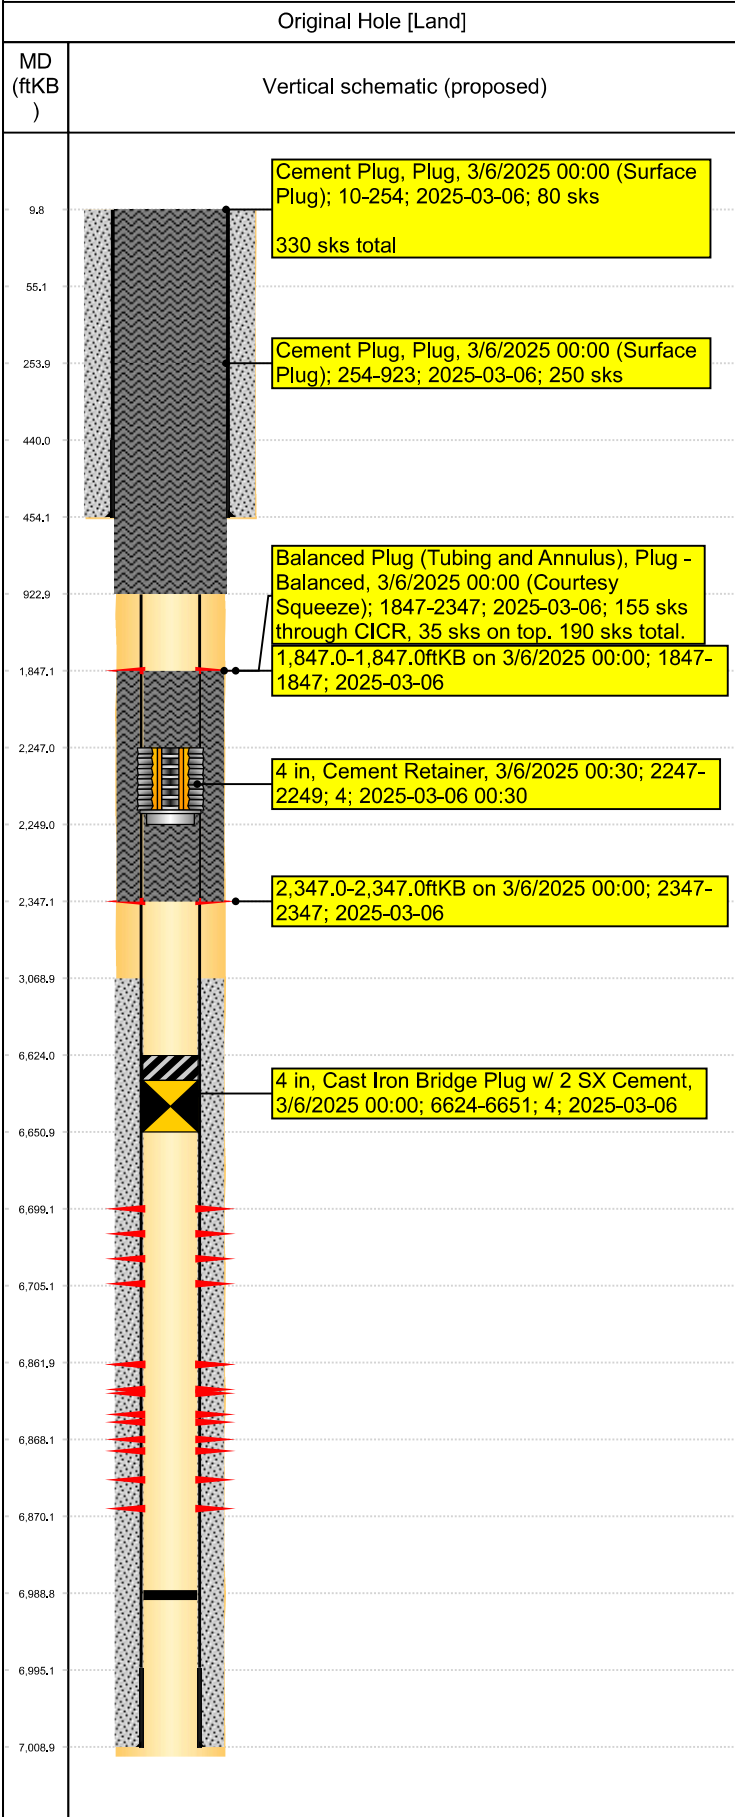 Original Hole [Land]
MD
(ftKB
)
Vertical schematic (proposed)
Cement Plug, Plug, 3/6/2025 00:00 (Surface
Plug); 10-254; 2025-03-06; 80 sks
330 sks total
9.8
55.1
Cement Plug, Plug, 3/6/2025 00:00 (Surface
Plug); 254-923; 2025-03-06; 250 sks
253.9
440.0
454.1
Balanced Plug (Tubing and Annulus), Plug -
Balanced, 3/6/2025 00:00 (Courtesy
Squeeze); 1847-2347; 2025-03-06; 155 sks
through CICR, 35 sks on top. 190 sks total.
922.9
1,847.0-1,847.0ftKB on 3/6/2025 00:00; 1847-
1847; 2025-03-06
1,847.1
2,247.0
4 in, Cement Retainer, 3/6/2025 00:30; 2247-
2249; 4; 2025-03-06 00:30
2,249.0
2,347.0-2,347.0ftKB on 3/6/2025 00:00; 2347-
2347; 2025-03-06
2,347.1
3,068.9
6,624.0
4 in, Cast Iron Bridge Plug w/ 2 SX Cement,
3/6/2025 00:00; 6624-6651; 4; 2025-03-06
6,650.9
6,699.1
6,705.1
6,861.9
6,868.1
6,870.1
6,988.8
6,995.1
7,008.9